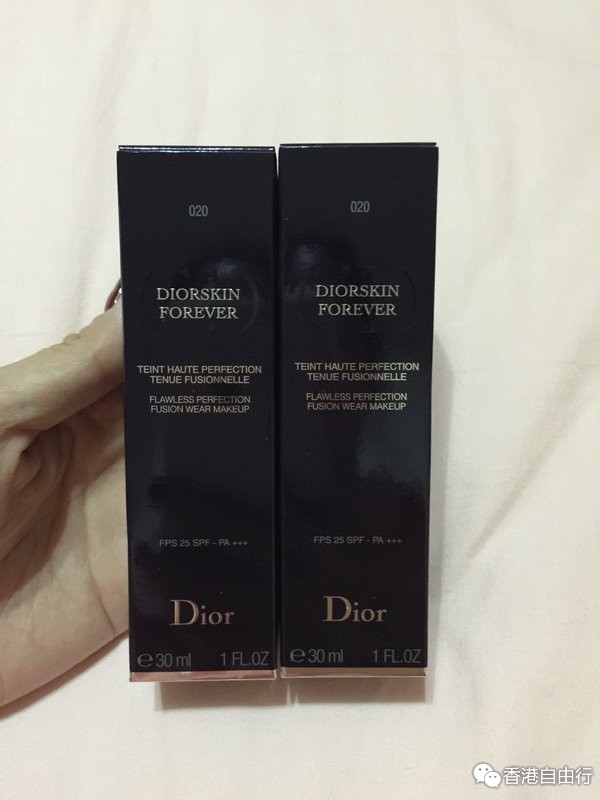 020
DIORSKIN
FOREVER
TEINT HAUTE PERFECTION
TENUE FUSIONNELLE
FLAWLESS PERFECTION
FUSION WEAR MAKEUP
FPS 25 SPF - PA +++
Dior
e 30 ml 1 FL.OZ
020
DIORSKIN
FOREVER
TEINT HAUTE PERFECTION
TENUE FUSIONNELLE
FLAWLESS PERFECTION
FUSION WEAR MAKEUP
FPS 25 SPF - PA +++
Dior
e 30 ml 1 FL.OZ
香港自由行